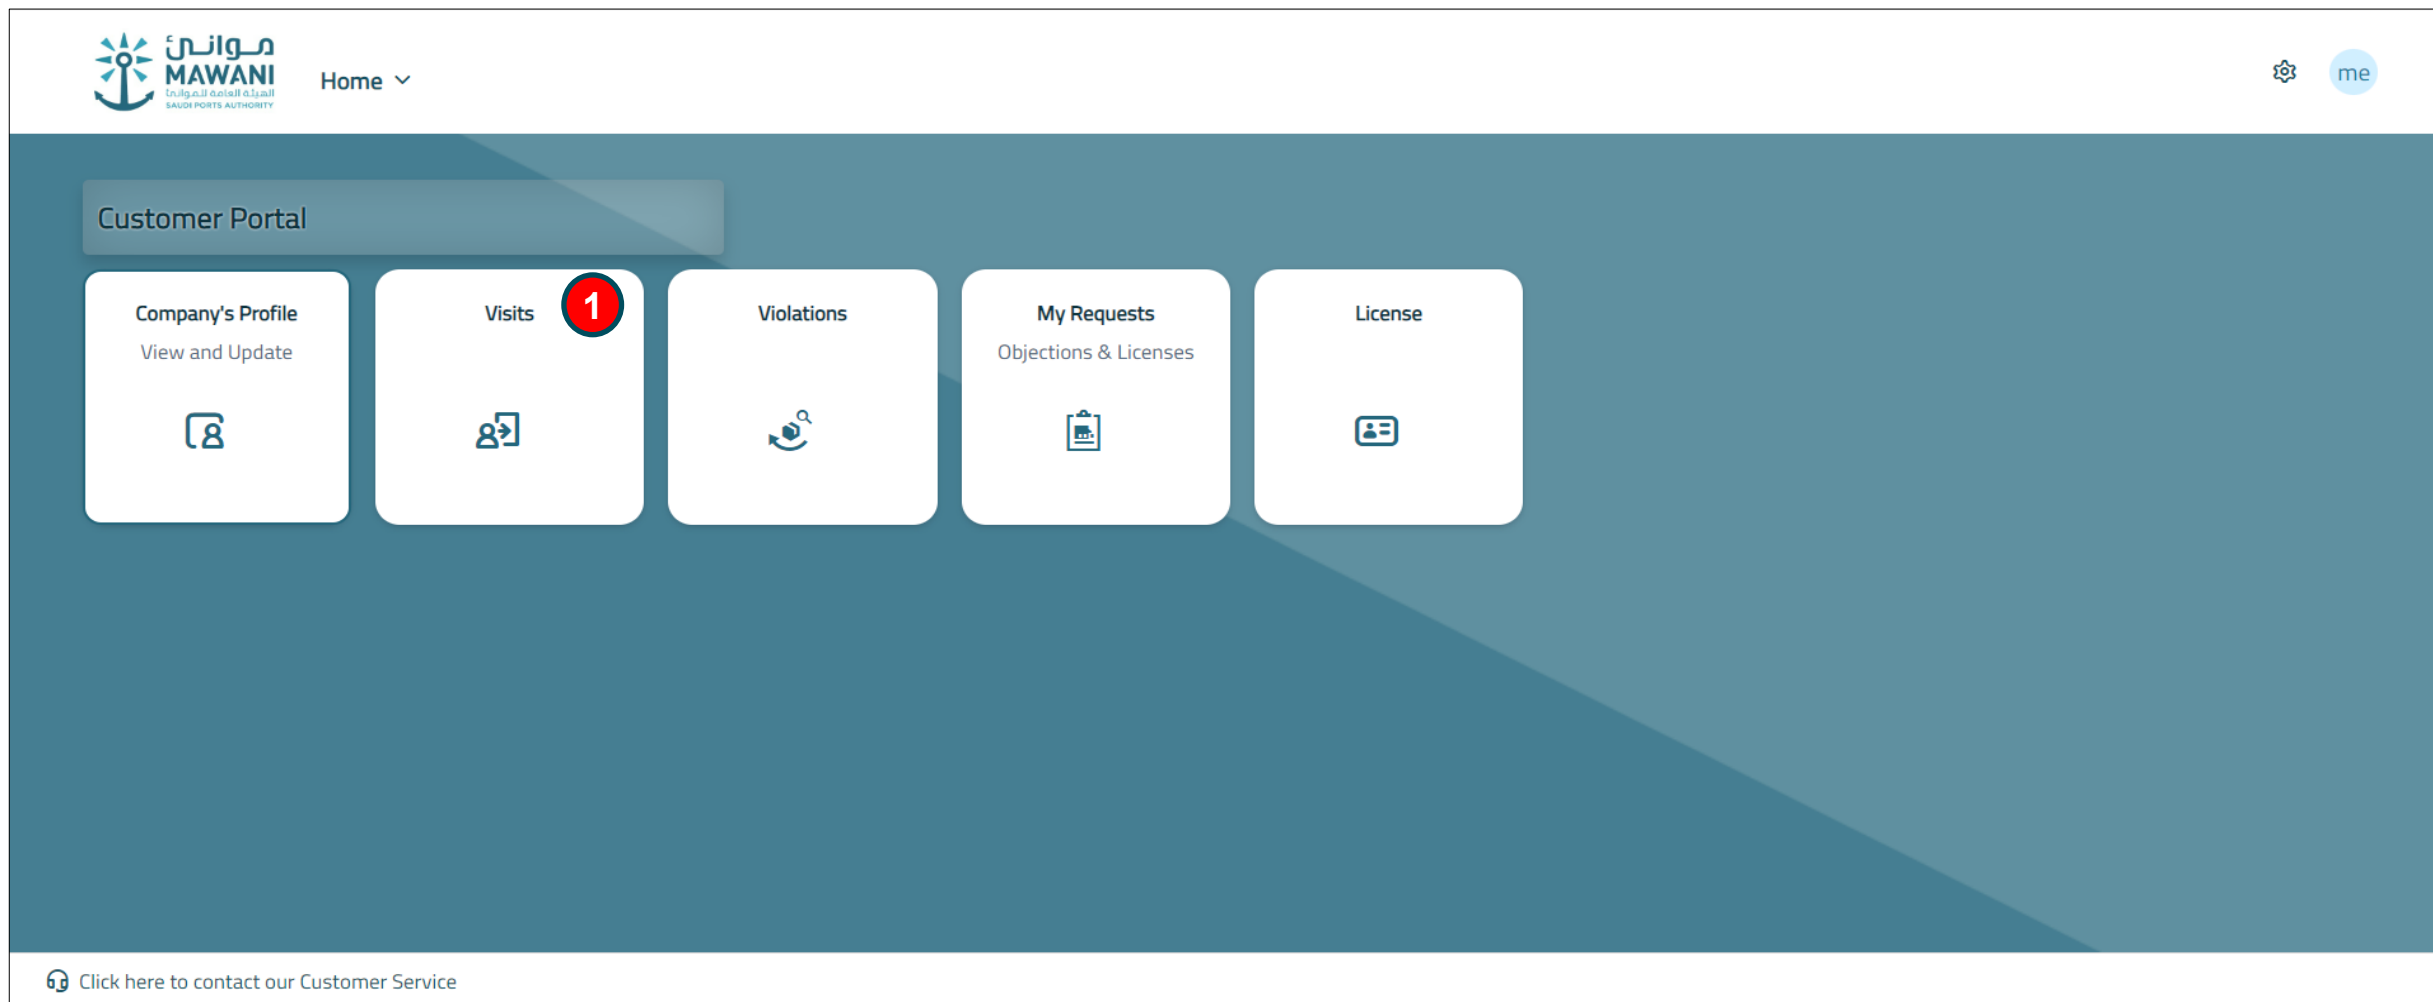 موانئ
MAWANI
الهيئة العامة للموانئ
SAUDI PORTS AUTHORITY
Home
me
Customer Portal
Company's Profile
View and Update
Visits
1
Violations
My Requests
Objections & Licenses
License
Click here to contact our Customer Service